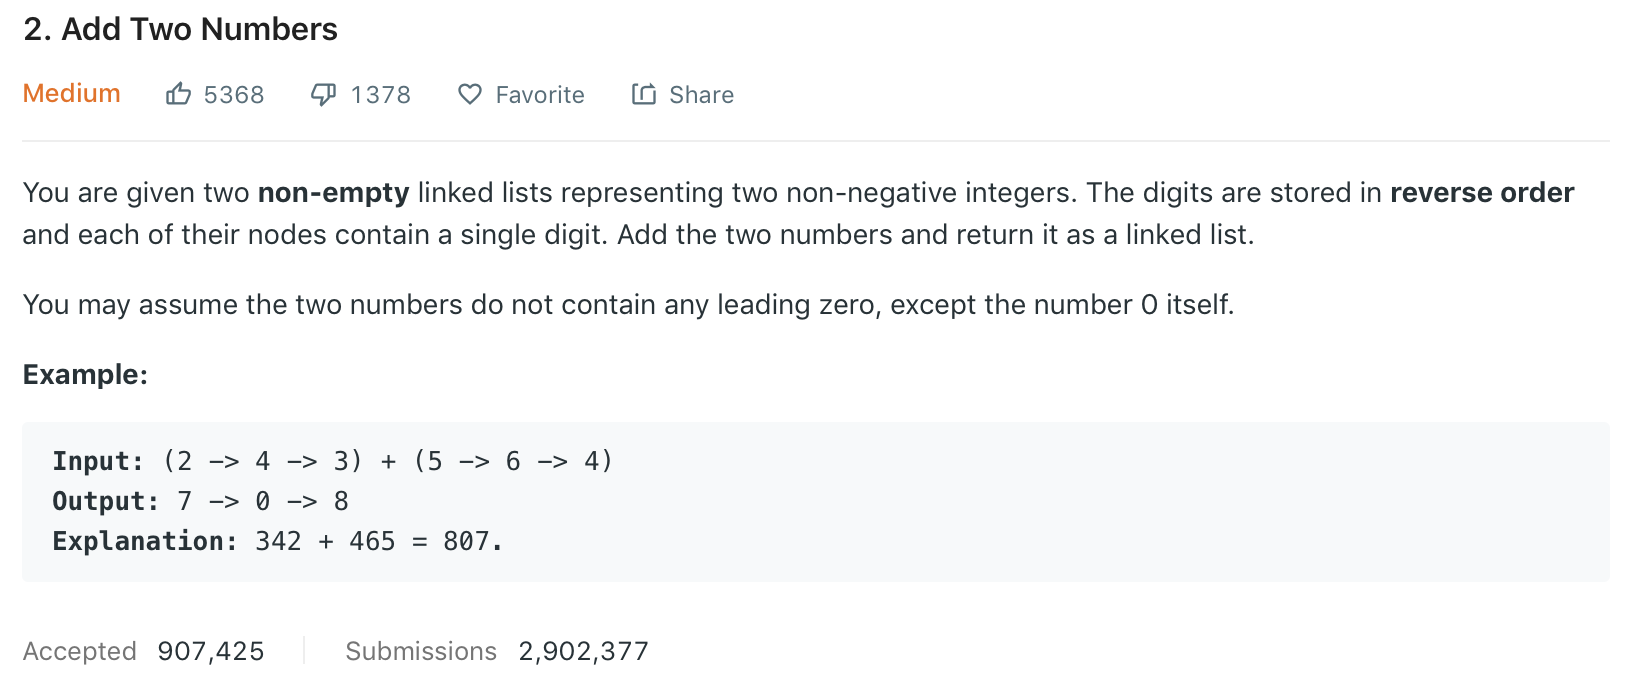 2. Add Two Numbers
Medium 5368 1378 Favorite Share
You are given two non-empty linked lists representing two non-negative integers. The digits are stored in reverse order
and each of their nodes contain a single digit. Add the two numbers and return it as a linked list.
You may assume the two numbers do not contain any leading zero, except the number 0 itself.
Example:
Input: (2 -> 4 -> 3) + (5 -> 6 -> 4)
Output: 7 -> 0 -> 8
Explanation: 342 + 465 = 807.
Accepted 907,425 Submissions 2,902,377